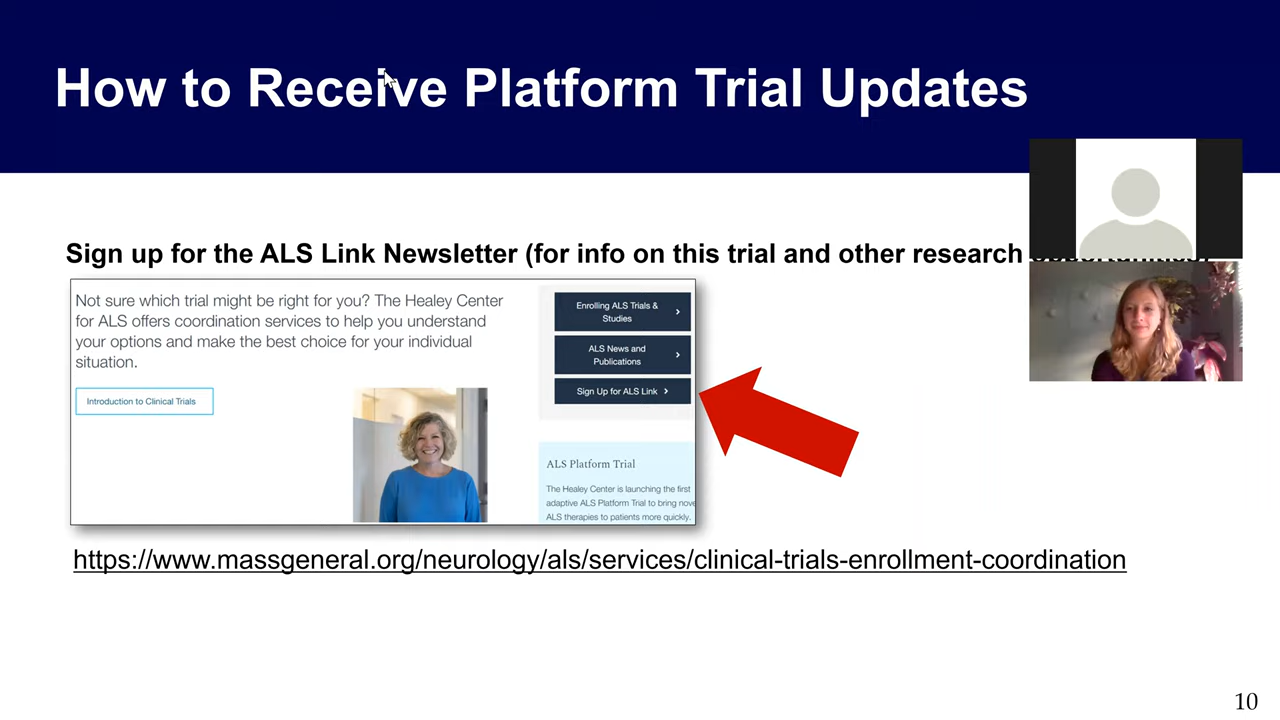 How to Receive Platform Trial Updates
Sign up for the ALS Link Newsletter (for info on this trial and other research
Not sure which trial might be right for you? The Healey Center
for ALS offers coordination services to help you understand
your options and make the best choice for your individual
situation.
Introduction to Clinical Trials
Enrolling ALS Trials &
Studies
ALS News and
Publications
Sign Up for ALS Link
ALS Platform Trial
The Healey Center is launching the first
adaptive ALS Platform Trial to bring nove
ALS therapies to patients more quickly.
https://www.massgeneral.org/neurology/als/services/clinical-trials-enrollment-coordination
10